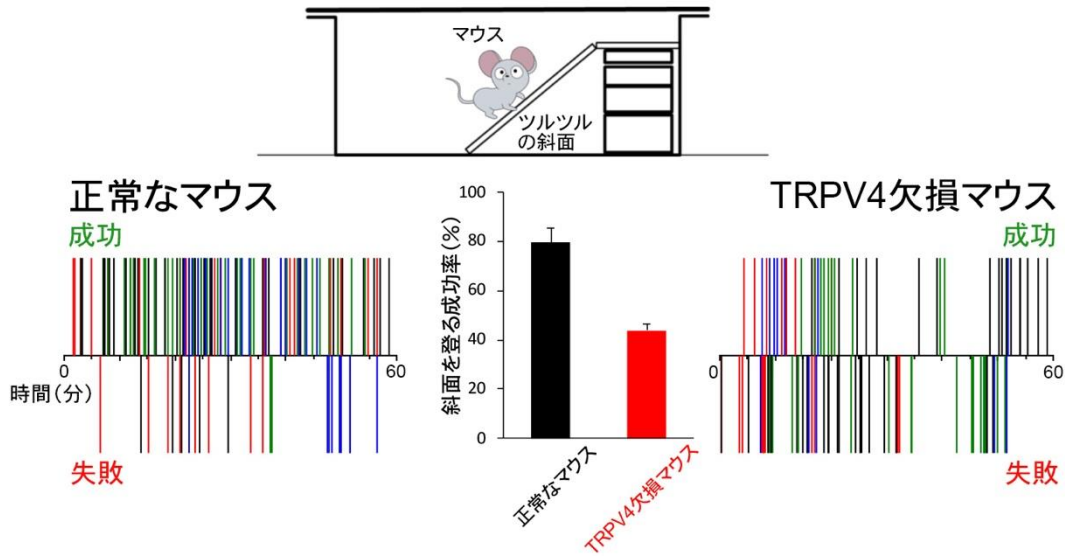 マウス
ツルツル
の斜面
正常なマウス
成功
0
60
時間(分)
失敗
斜面を登る成功率(%)
100
80
60
40
20
0
正常なマウス
TRPV4欠損マウス
TRPV4欠損マウス
成功
0
60
失敗